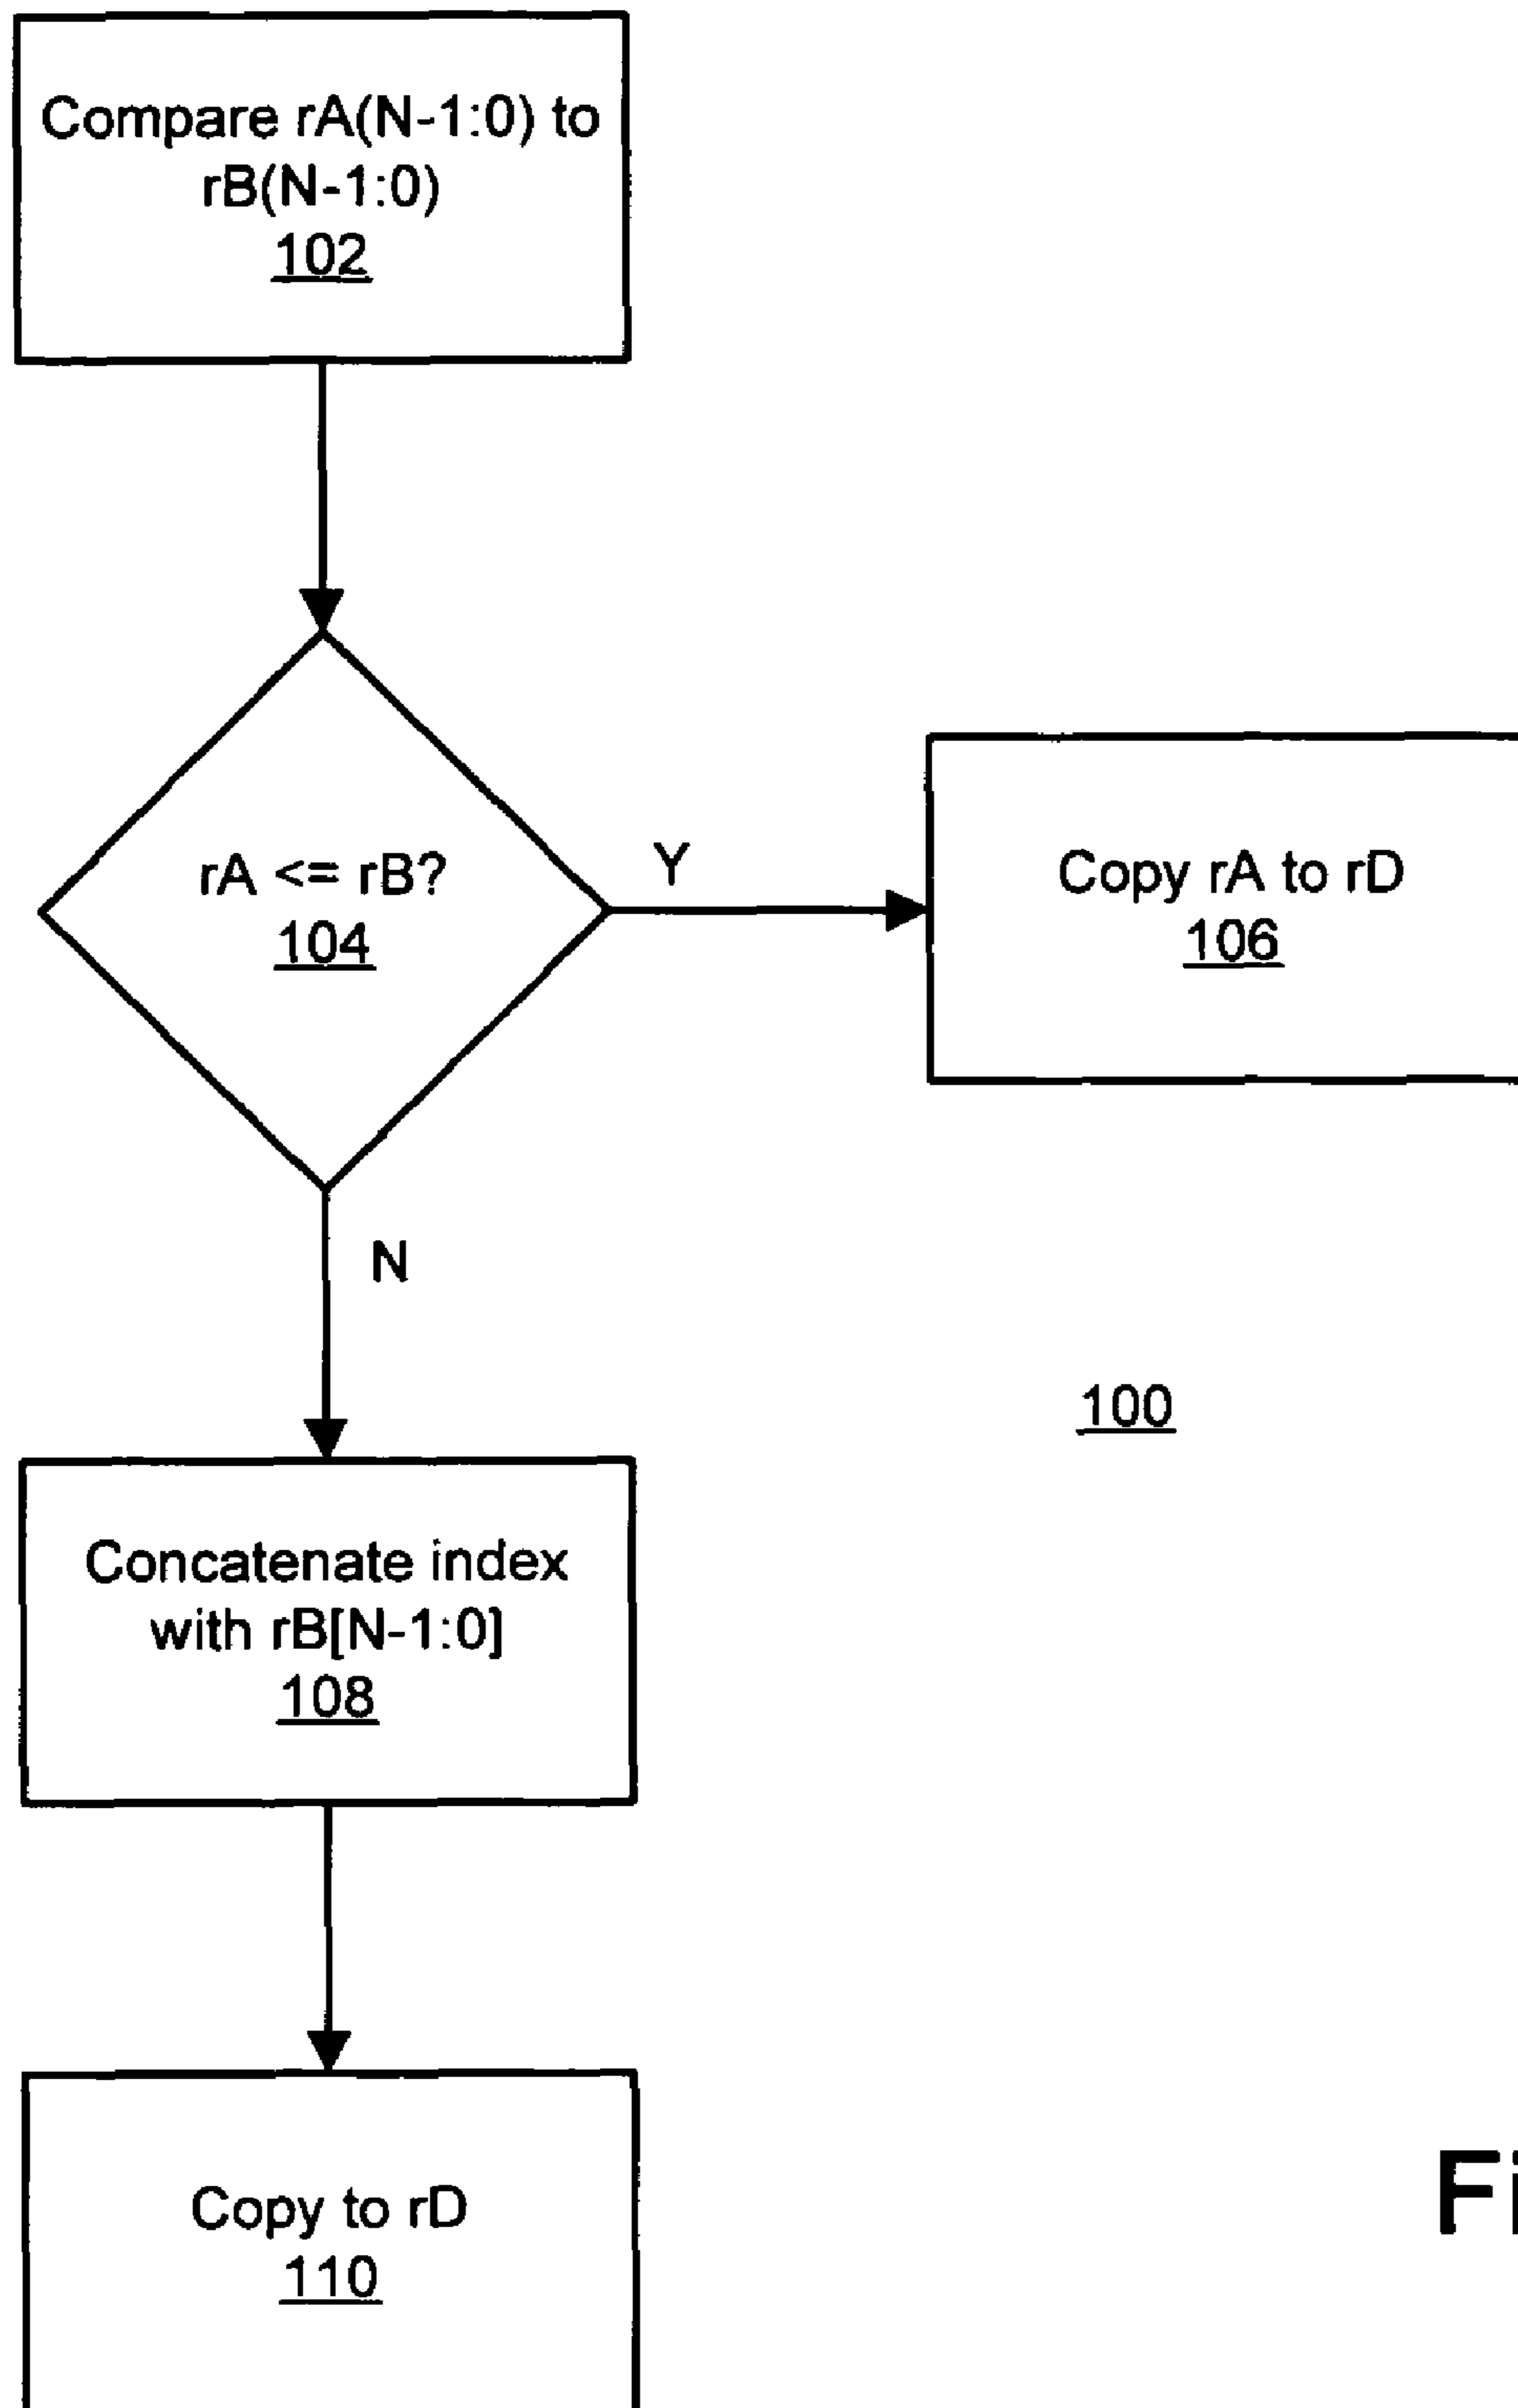 Compare rA(N-1:0) to
rB(N-1:0)
102
rA <= rB?
104
Y
Copy rA to rD
106
N
100
Concatenate index
with rB[N-1:0]
108
Copy to rD
110